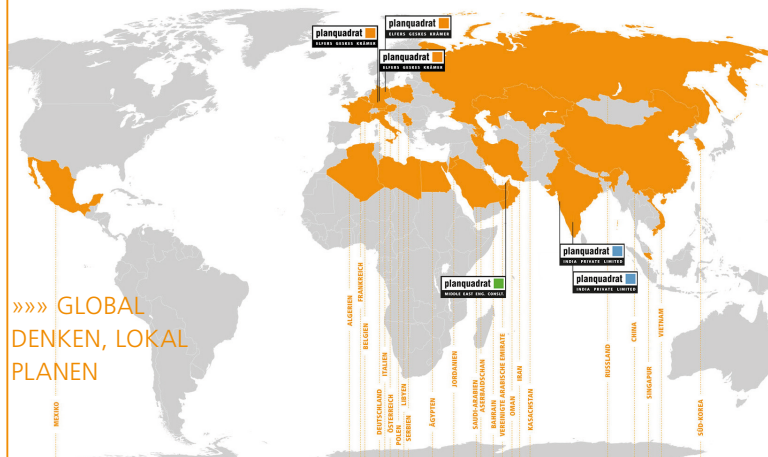 planquadrat
ELFERS GESKES KRÄMER
planquadrat
ELFERS GESKES KRÄMER
planquadrat
ELFERS GESKES KRÄMER
planquadrat
INDIA PRIVATE LIMITED
planquadrat
INDIA PRIVATE LIMITED
planquadrat
MIDDLE EAST ENG. CONSLT.
»»» GLOBAL
DENKEN, LOKAL
PLANEN
MEXIKO
ALGERIEN
FRANKREICH
BELGIEN
DEUTSCHLAND
ITALIEN
ÖSTERREICH
POLEN
LIBYEN
SERBIEN
ÄGYPTEN
JORDANIEN
SAUDI-ARABIEN
ASERBAIDSCHAN
BAHRAIN
VEREINIGTE ARABISCHE EMIRATE
OMAN
IRAN
KASACHSTAN
RUSSLAND
CHINA
SINGAPUR
VIETNAM
SÜD-KOREA